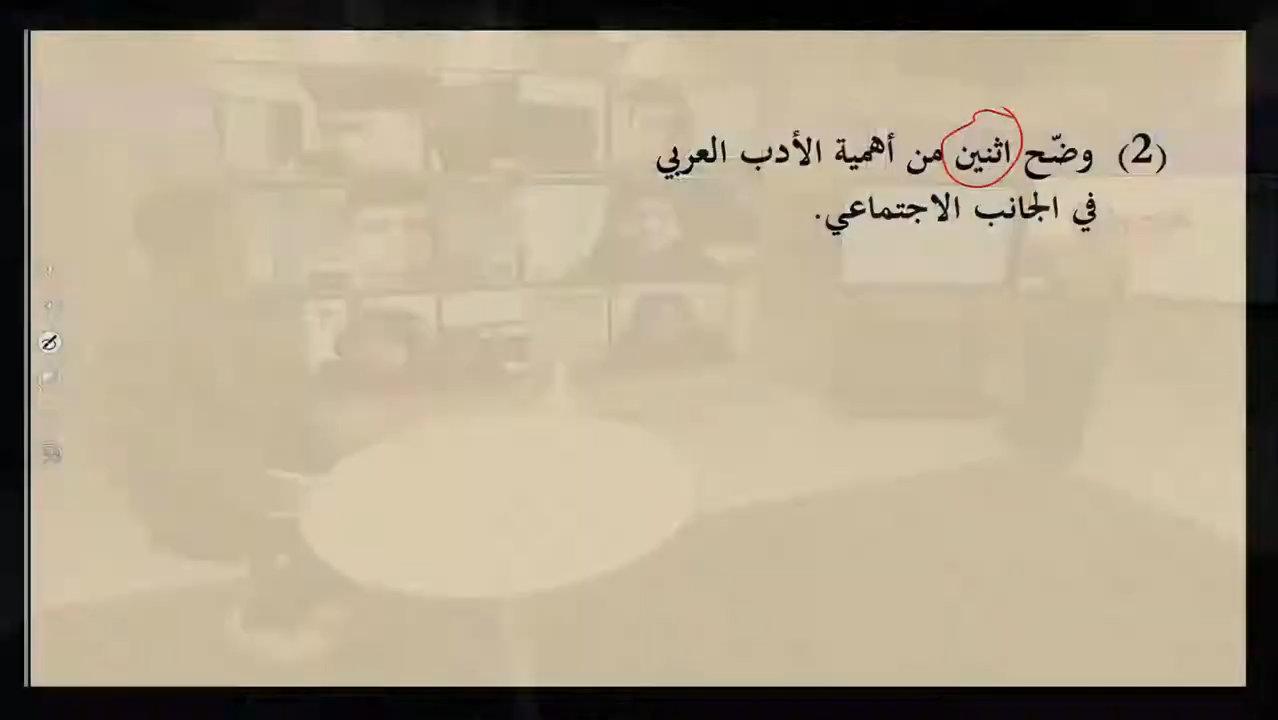 (2) وضّح اثنين من أهمية الأدب العربي
في الجانب الاجتماعي.